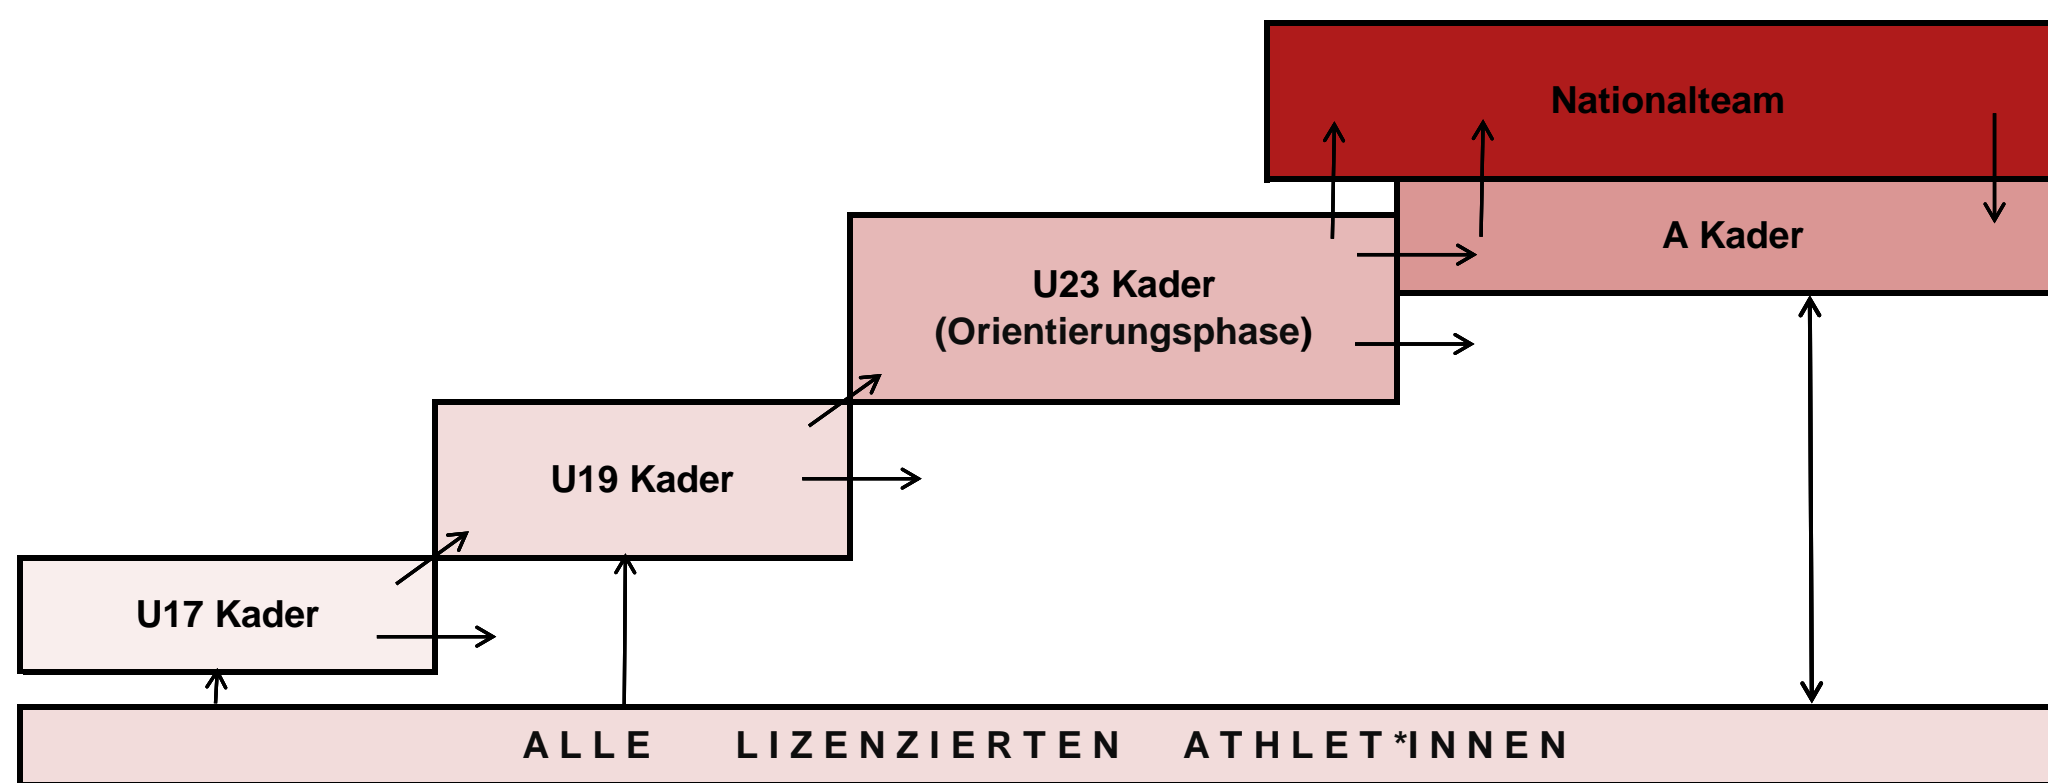 Nationalteam
A Kader
U23 Kader
(Orientierungsphase)
U19 Kader
U17 Kader
ALLE LIZENZIERTEN ATHLET*INNEN